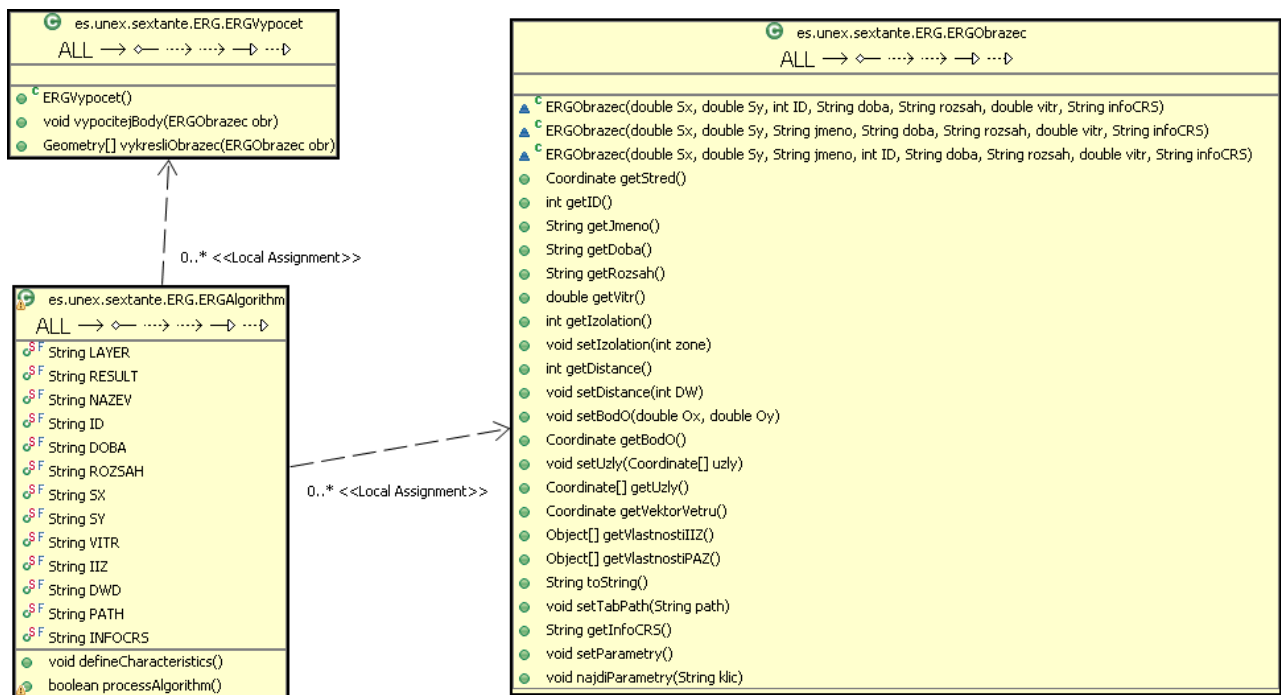 es.unex.sextante.ERG.ERGVypocet
ALL
ERGVypocet()
void vypocitejBody(ERGObrazec obr)
Geometry[] vykresliObrazec(ERGObrazec obr)
0..* <<Local Assignment>>
es.unex.sextante.ERG.ERGAlgorithm
ALL
String LAYER
String RESULT
String NAZEV
String ID
String DOBA
String ROZSAH
String SX
String SY
String VITR
String IIZ
String DWD
String PATH
String INFOCRS
void defineCharacteristics()
boolean processAlgorithm()
0..* <<Local Assignment>>
es.unex.sextante.ERG.ERGObrazec
ALL
ERGObrazec(double Sx, double Sy, int ID, String doba, String rozsah, double vitr, String infoCRS)
ERGObrazec(double Sx, double Sy, String jmeno, String doba, String rozsah, double vitr, String infoCRS)
ERGObrazec(double Sx, double Sy, String jmeno, int ID, String doba, String rozsah, double vitr, String infoCRS)
Coordinate getStred()
int getID()
String getJmeno()
String getDoba()
String getRozsah()
double getVitr()
int getIzolation()
void setIzolation(int zone)
int getDistance()
void setDistance(int DW)
void setBodO(double Ox, double Oy)
Coordinate getBodO()
void setUzly(Coordinate[] uzly)
Coordinate[] getUzly()
Coordinate getVektorVetru()
Object[] getVlastnostiIIZ()
Object[] getVlastnostiPAZ()
String toString()
void setTabPath(String path)
String getInfoCRS()
void setParametry()
void najdiParametry(String klic)